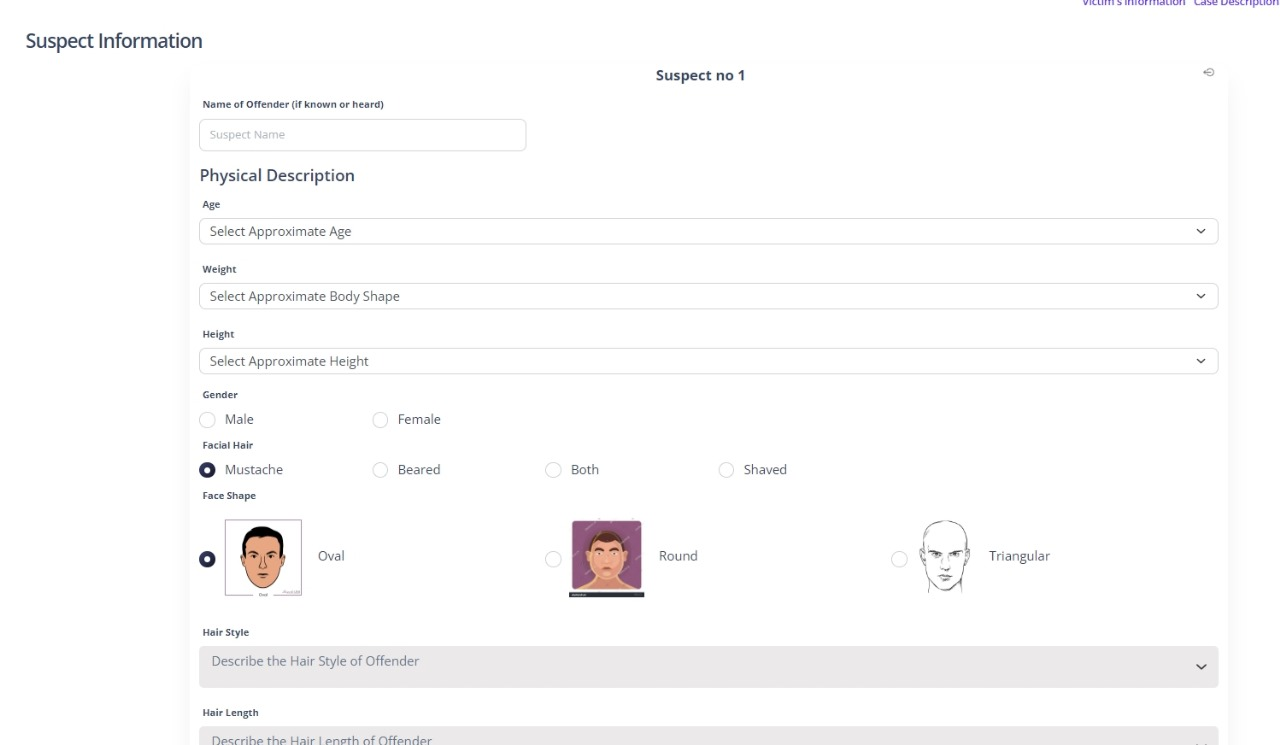 Victim's Information Case Description
Suspect Information
Suspect no 1
Name of Offender (if known or heard)
Suspect Name
Physical Description
Age
Select Approximate Age
Weight
Select Approximate Body Shape
Height
Select Approximate Height
Gender
Male Female
Facial Hair
Mustache Beared Both Shaved
Face Shape
Oval Round Triangular
Oval
Hair Style
Describe the Hair Style of Offender
Hair Length
Describe the Hair Length of Offender